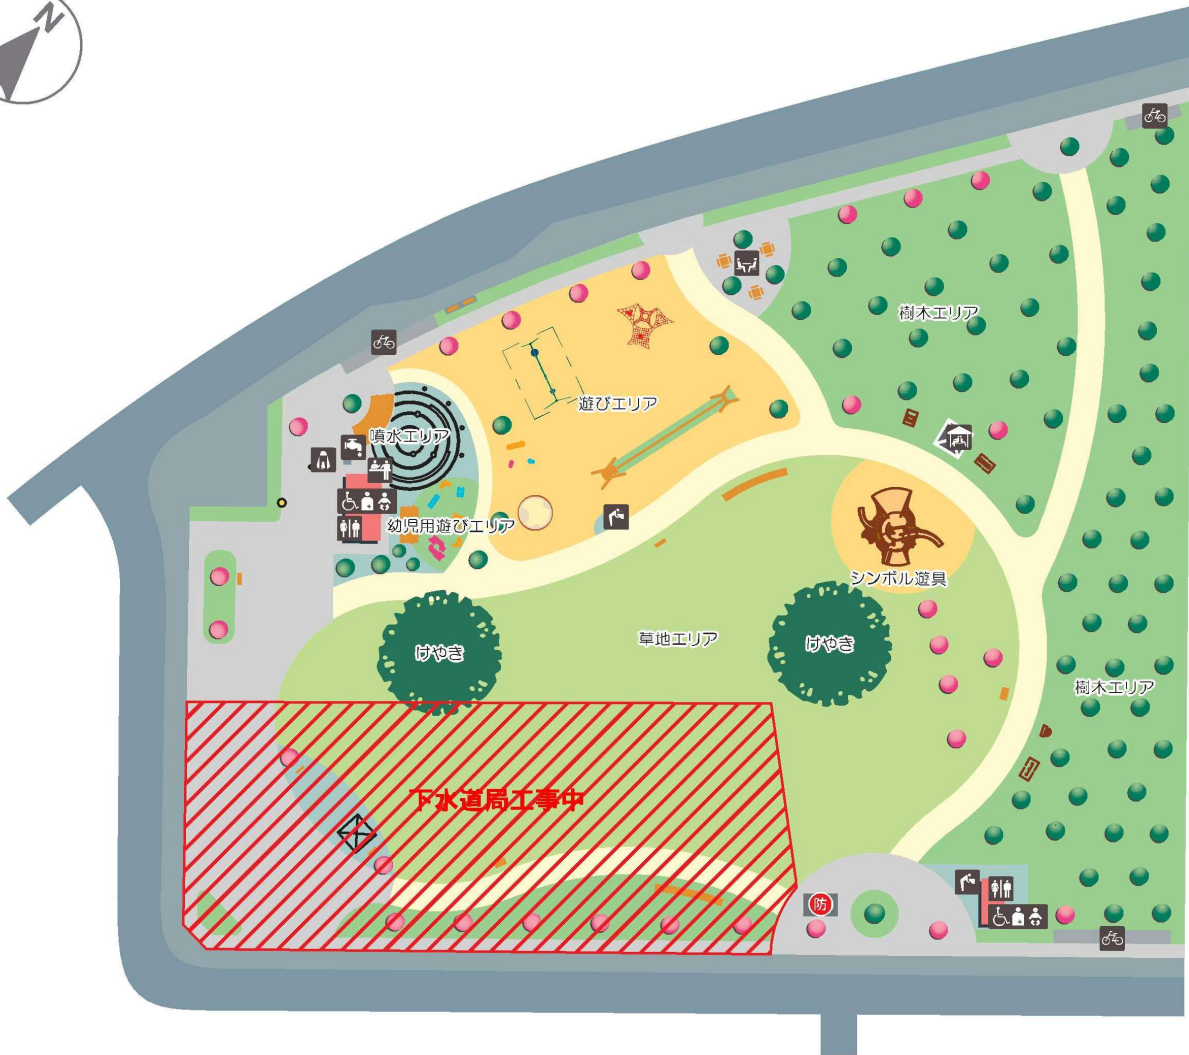 N
樹木エリア
遊びエリア
噴水エリア
幼児用遊びエリア
シンボル遊具
草地エリア
けやき
けやき
樹木エリア
下水道局工事中
防